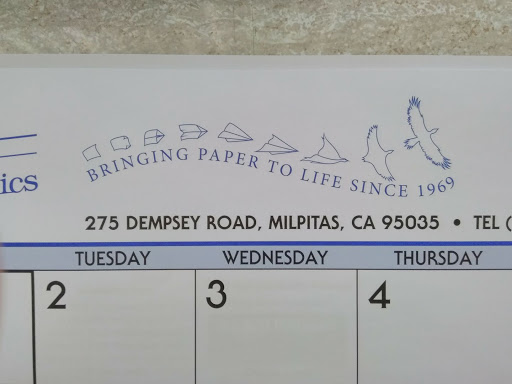 BRINGING PAPER TO LIFE SINCE 1969
ics
275 DEMPSEY ROAD, MILPITAS, CA 95035 • TEL (
TUESDAY WEDNESDAY THURSDAY
2 3 4